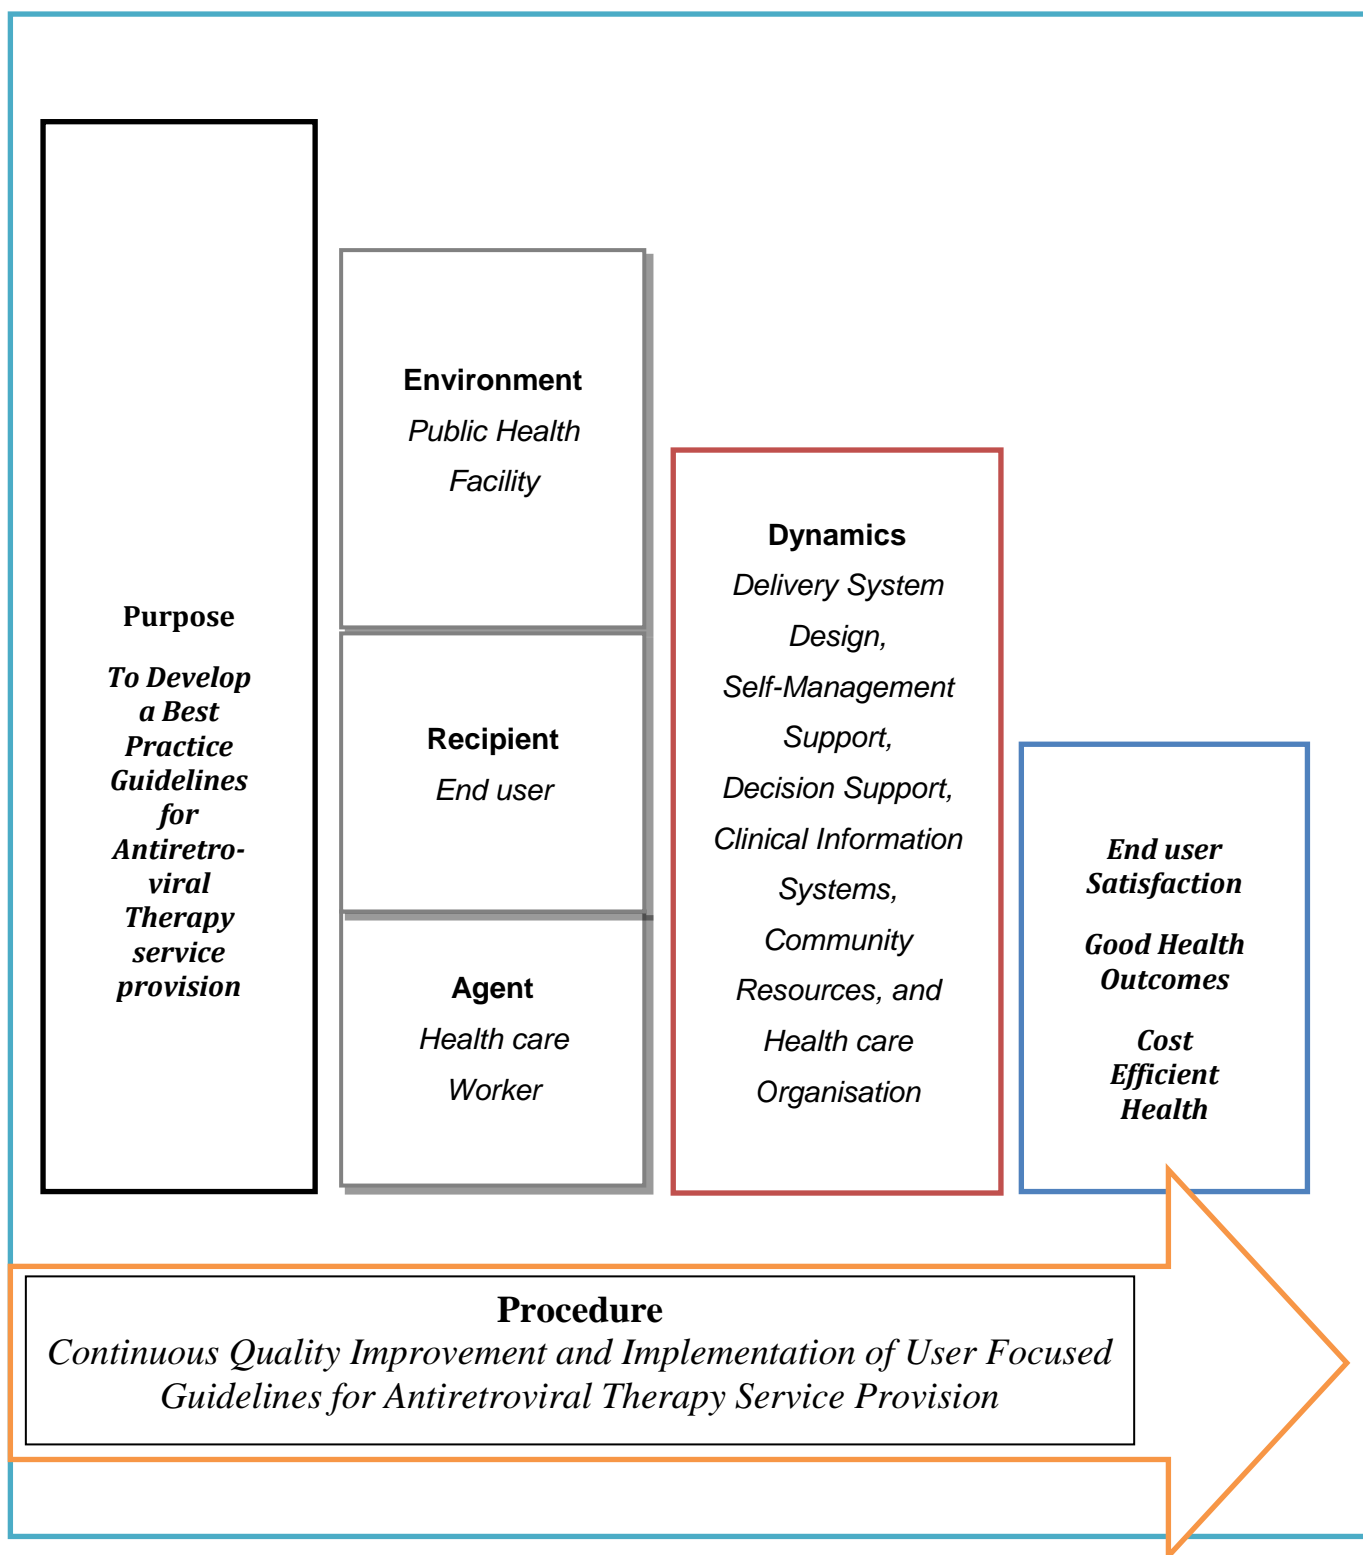 Purpose
To Develop
a Best
Practice
Guidelines
for
Antiretro-
viral
Therapy
service
provision
Environment
Public Health
Facility
Recipient
End user
Agent
Health care
Worker
Dynamics
Delivery System
Design,
Self-Management
Support,
Decision Support,
Clinical Information
Systems,
Community
Resources, and
Health care
Organisation
End user
Satisfaction
Good Health
Outcomes
Cost
Efficient
Health
Procedure
Continuous Quality Improvement and Implementation of User Focused
Guidelines for Antiretroviral Therapy Service Provision